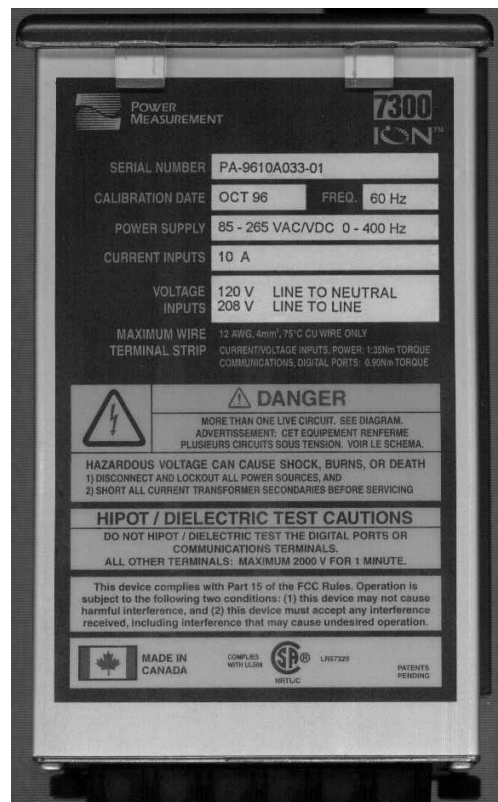 POWER
MEASUREMENT
7300
ION™
SERIAL NUMBER PA-9610A033-01
CALIBRATION DATE OCT 96 FREQ. 60 Hz
POWER SUPPLY 85 - 265 VAC/VDC 0 - 400 Hz
CURRENT INPUTS 10 A
VOLTAGE 120 V LINE TO NEUTRAL
INPUTS 208 V LINE TO LINE
MAXIMUM WIRE 12 AWG, 4mm², 75°C CU WIRE ONLY
TERMINAL STRIP CURRENT/VOLTAGE INPUTS, POWER: 1.35Nm TORQUE
COMMUNICATIONS, DIGITAL PORTS: 0.90Nm TORQUE
DANGER
MORE THAN ONE LIVE CIRCUIT. SEE DIAGRAM.
ADVERTISSEMENT: CET EQUIPEMENT RENFERME
PLUSIEURS CIRCUITS SOUS TENSION. VOIR LE SCHEMA.
HAZARDOUS VOLTAGE CAN CAUSE SHOCK, BURNS, OR DEATH
1) DISCONNECT AND LOCKOUT ALL POWER SOURCES, AND
2) SHORT ALL CURRENT TRANSFORMER SECONDARIES BEFORE SERVICING
HIPOT / DIELECTRIC TEST CAUTIONS
DO NOT HIPOT / DIELECTRIC TEST THE DIGITAL PORTS OR
COMMUNICATIONS TERMINALS.
ALL OTHER TERMINALS: MAXIMUM 2000 V FOR 1 MINUTE.
This device complies with Part 15 of the FCC Rules. Operation is
subject to the following two conditions: (1) this device may not cause
harmful interference, and (2) this device must accept any interference
received, including interference that may cause undesired operation.
MADE IN
CANADA
COMPLIES
WITH UL508
SA®
NRTL/C
LR57329
PATENTS
PENDING